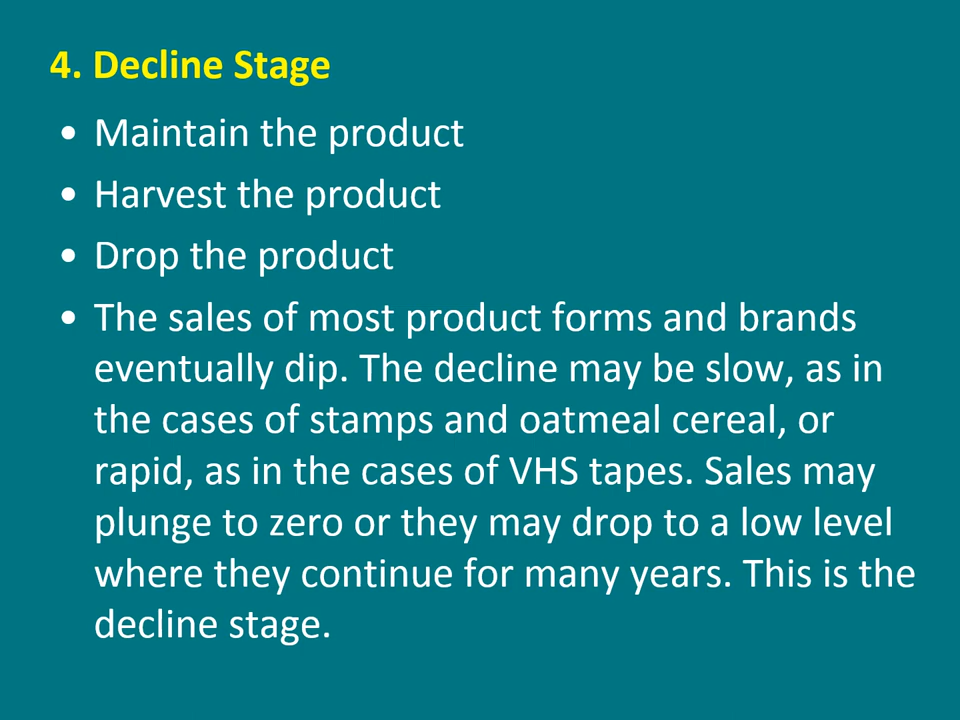 4. Decline Stage
• Maintain the product
• Harvest the product
• Drop the product
• The sales of most product forms and brands
eventually dip. The decline may be slow, as in
the cases of stamps and oatmeal cereal, or
rapid, as in the cases of VHS tapes. Sales may
plunge to zero or they may drop to a low level
where they continue for many years. This is the
decline stage.